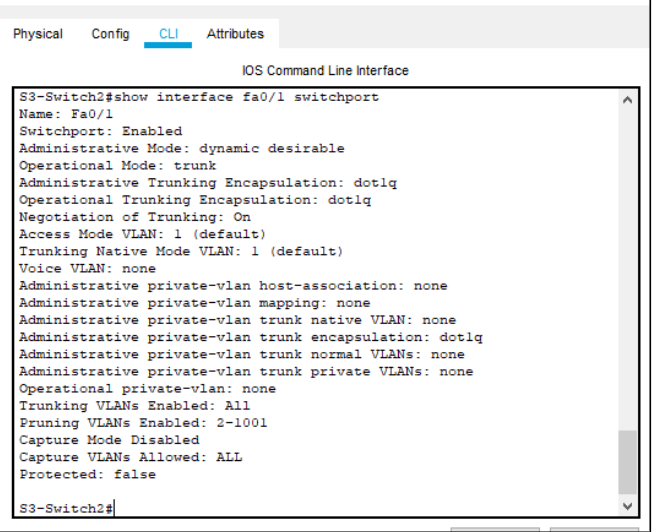 Physical Config CLI Attributes
IOS Command Line Interface
S3-Switch2#show interface fa0/1 switchport
Name: Fa0/1
Switchport: Enabled
Administrative Mode: dynamic desirable
Operational Mode: trunk
Administrative Trunking Encapsulation: dot1q
Operational Trunking Encapsulation: dot1q
Negotiation of Trunking: On
Access Mode VLAN: 1 (default)
Trunking Native Mode VLAN: 1 (default)
Voice VLAN: none
Administrative private-vlan host-association: none
Administrative private-vlan mapping: none
Administrative private-vlan trunk native VLAN: none
Administrative private-vlan trunk encapsulation: dot1q
Administrative private-vlan trunk normal VLANs: none
Administrative private-vlan trunk private VLANs: none
Operational private-vlan: none
Trunking VLANs Enabled: All
Pruning VLANs Enabled: 2-1001
Capture Mode Disabled
Capture VLANs Allowed: ALL
Protected: false
S3-Switch2#